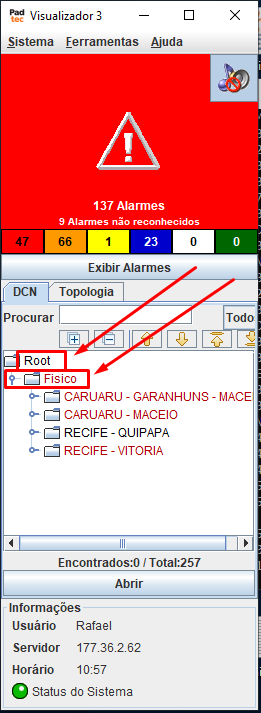 Pad
tec
Visualizador 3
Sistema Ferramentas Ajuda
137 Alarmes
9 Alarmes não reconhecidos
47 66 1 23 0 0
Exibir Alarmes
DCN Topologia
Procurar Todo
Root
Fisico
CARUARU - GARANHUNS - MACE
CARUARU - MACEIO
RECIFE - QUIPAPA
RECIFE - VITORIA
Encontrados:0 / Total:257
Abrir
Informações
Usuário Rafael
Servidor 177.36.2.62
Horário 10:57
Status do Sistema